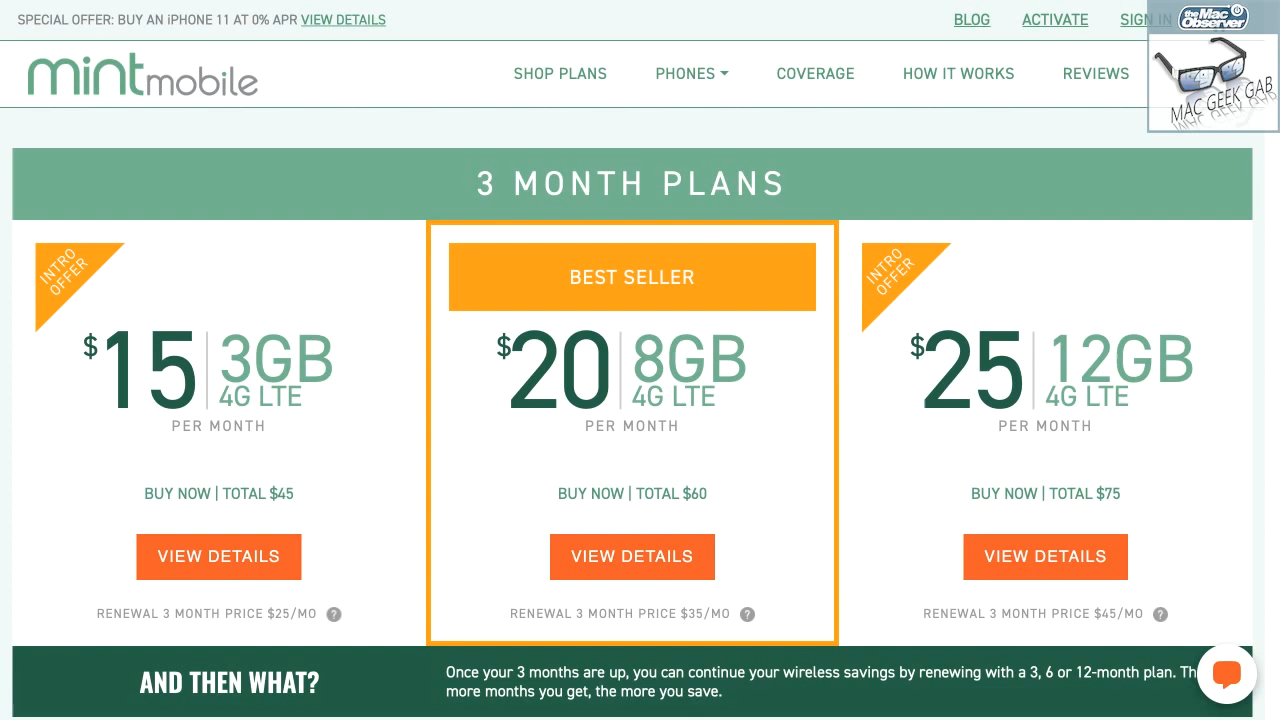 SPECIAL OFFER: BUY AN iPHONE 11 AT 0% APR VIEW DETAILS
BLOG ACTIVATE SIGN IN
the Mac Observer
mintmobile
SHOP PLANS PHONES COVERAGE HOW IT WORKS REVIEWS
MAC GEEK GAB
3 MONTH PLANS
INTRO OFFER
BEST SELLER
INTRO OFFER
$15 3GB 4G LTE
PER MONTH
$20 8GB 4G LTE
PER MONTH
$25 12GB 4G LTE
PER MONTH
BUY NOW | TOTAL $45
BUY NOW | TOTAL $60
BUY NOW | TOTAL $75
VIEW DETAILS
VIEW DETAILS
VIEW DETAILS
RENEWAL 3 MONTH PRICE $25/MO ?
RENEWAL 3 MONTH PRICE $35/MO ?
RENEWAL 3 MONTH PRICE $45/MO ?
AND THEN WHAT?
Once your 3 months are up, you can continue your wireless savings by renewing with a 3, 6 or 12-month plan.
more months you get, the more you save.